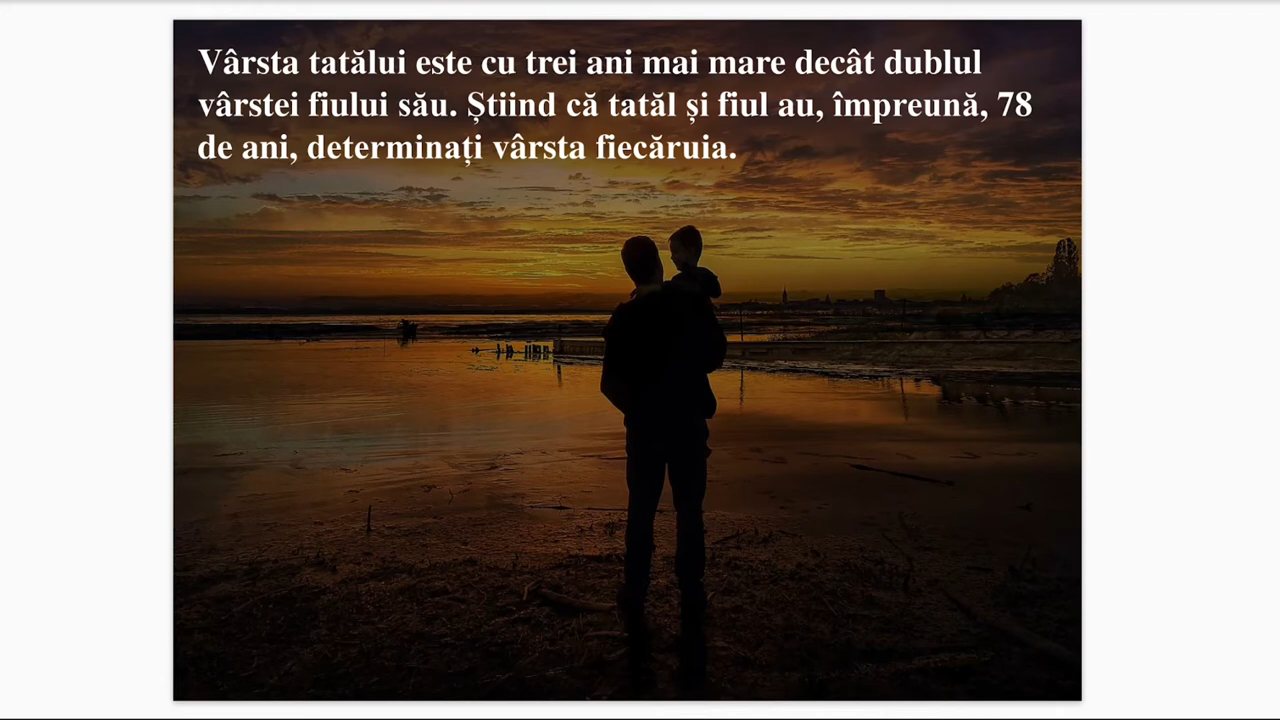 Vârsta tatălui este cu trei ani mai mare decât dublul
vârstei fiului său. Știind că tatăl și fiul au, împreună, 78
de ani, determinați vârsta fiecăruia.